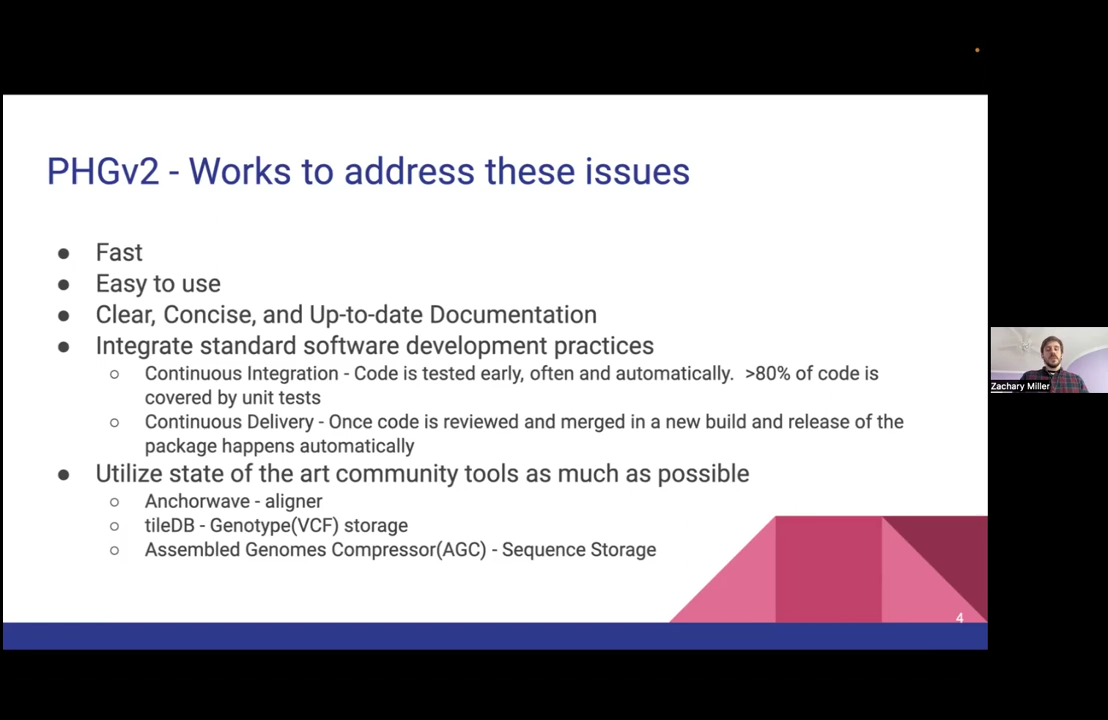 PHGv2 - Works to address these issues
● Fast
● Easy to use
● Clear, Concise, and Up-to-date Documentation
● Integrate standard software development practices
○ Continuous Integration - Code is tested early, often and automatically.  >80% of code is
covered by unit tests
○ Continuous Delivery - Once code is reviewed and merged in a new build and release of the
package happens automatically
● Utilize state of the art community tools as much as possible
○ Anchorwave - aligner
○ tileDB - Genotype(VCF) storage
○ Assembled Genomes Compressor(AGC) - Sequence Storage
4
Zachary Miller